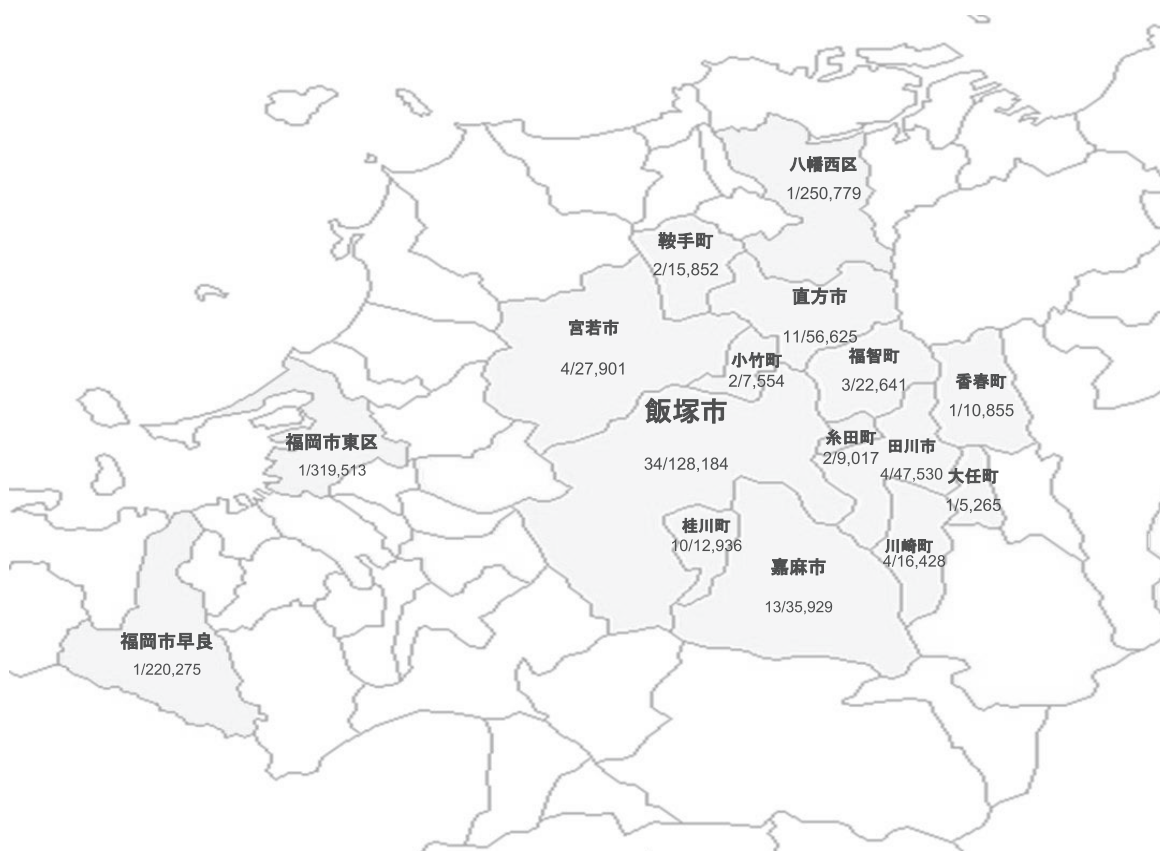 八幡西区
1/250,779
鞍手町
2/15,852
直方市
11/56,625
宮若市
4/27,901
小竹町
2/7,554
福智町
3/22,641
香春町
1/10,855
飯塚市
34/128,184
福岡市東区
1/319,513
糸田町
2/9,017
田川市
4/47,530
大任町
1/5,265
桂川町
10/12,936
川崎町
4/16,428
嘉麻市
13/35,929
福岡市早良
1/220,275